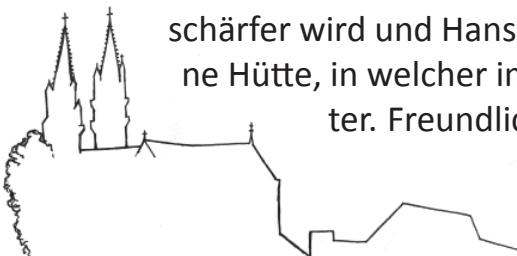 schärfer wird und Hans
ne Hütte, in welcher in
ter. Freundlic